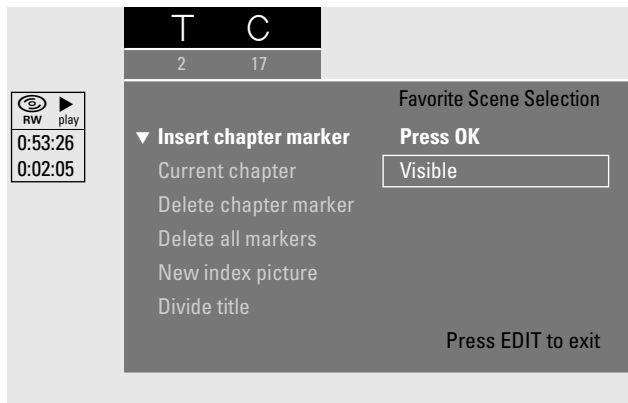 T C
2 17
RW play
0:53:26
0:02:05
Favorite Scene Selection
Insert chapter marker Press OK
Current chapter Visible
Delete chapter marker
Delete all markers
New index picture
Divide title
Press EDIT to exit